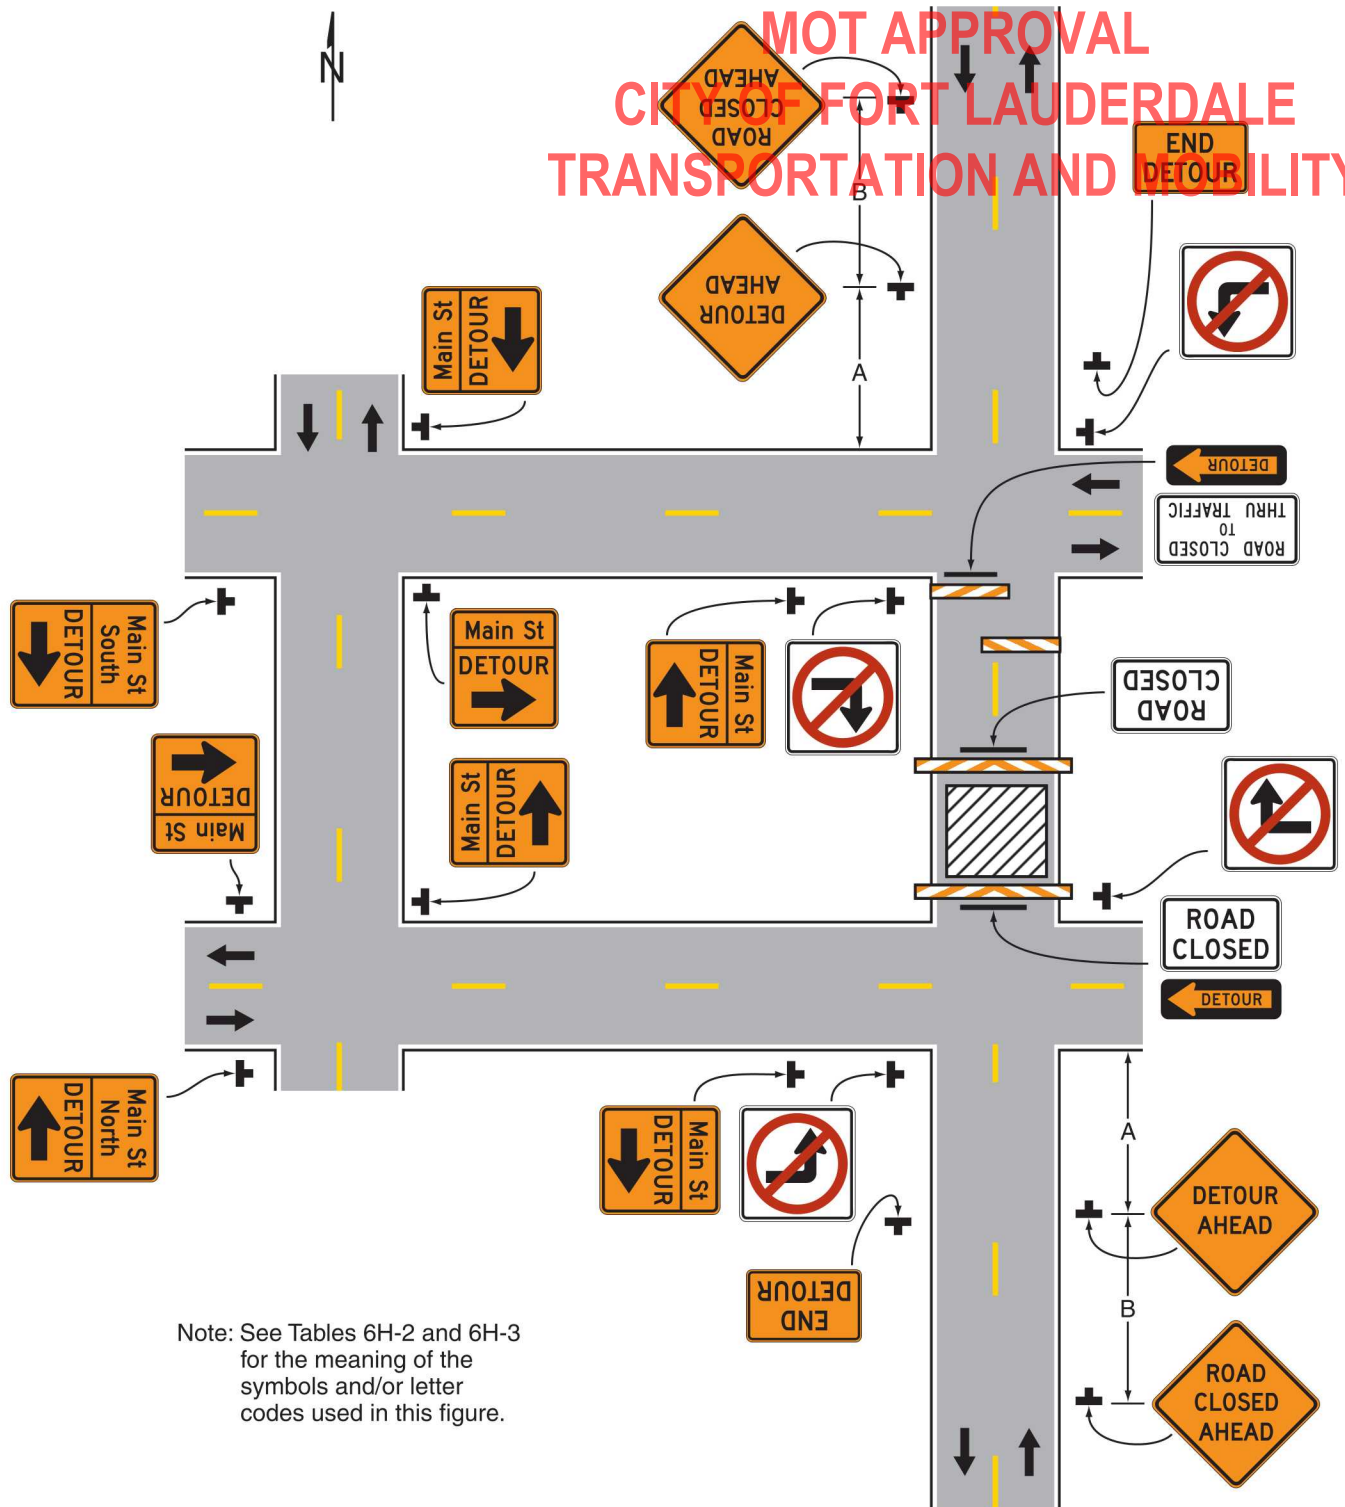 MOT APPROVAL
CITY OF FORT LAUDERDALE
TRANSPORTATION AND MOBILITY
N
ROAD
CLOSED
AHEAD
B
END
DETOUR
DETOUR
AHEAD
A
Main St
DETOUR
DETOUR
ROAD CLOSED
TO
THRU TRAFFIC
Main St
South
DETOUR
Main St
DETOUR
Main St
DETOUR
ROAD
CLOSED
Main St
DETOUR
Main St
DETOUR
ROAD
CLOSED
DETOUR
Main St
North
DETOUR
Main St
DETOUR
A
DETOUR
AHEAD
END
DETOUR
B
Note: See Tables 6H-2 and 6H-3
for the meaning of the
symbols and/or letter
codes used in this figure.
ROAD
CLOSED
AHEAD